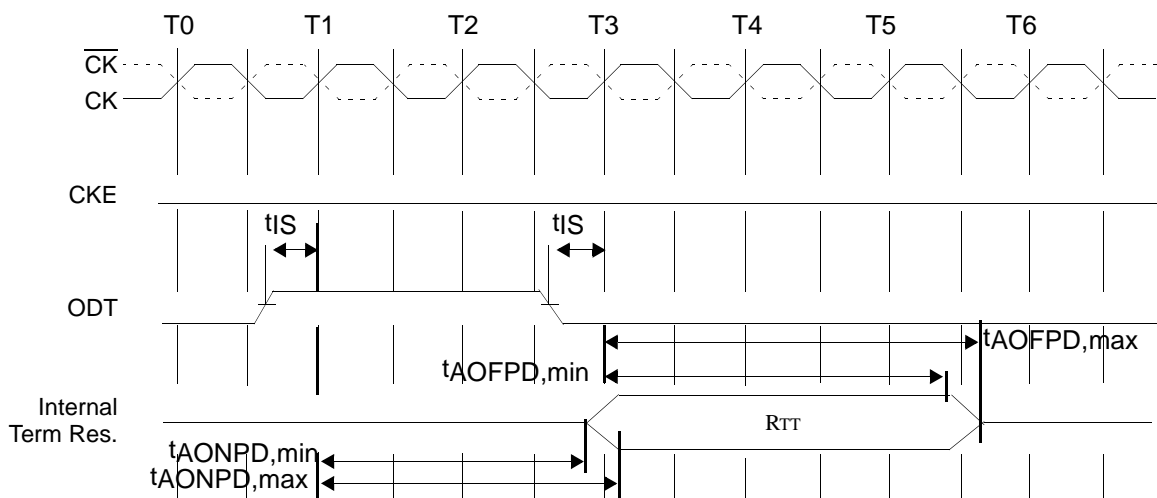 T0 T1 T2 T3 T4 T5 T6
CK
CK
CKE
tIS tIS
ODT
tAOFPD,max
tAOFPD,min
Internal
Term Res.
RTT
tAONPD,min
tAONPD,max